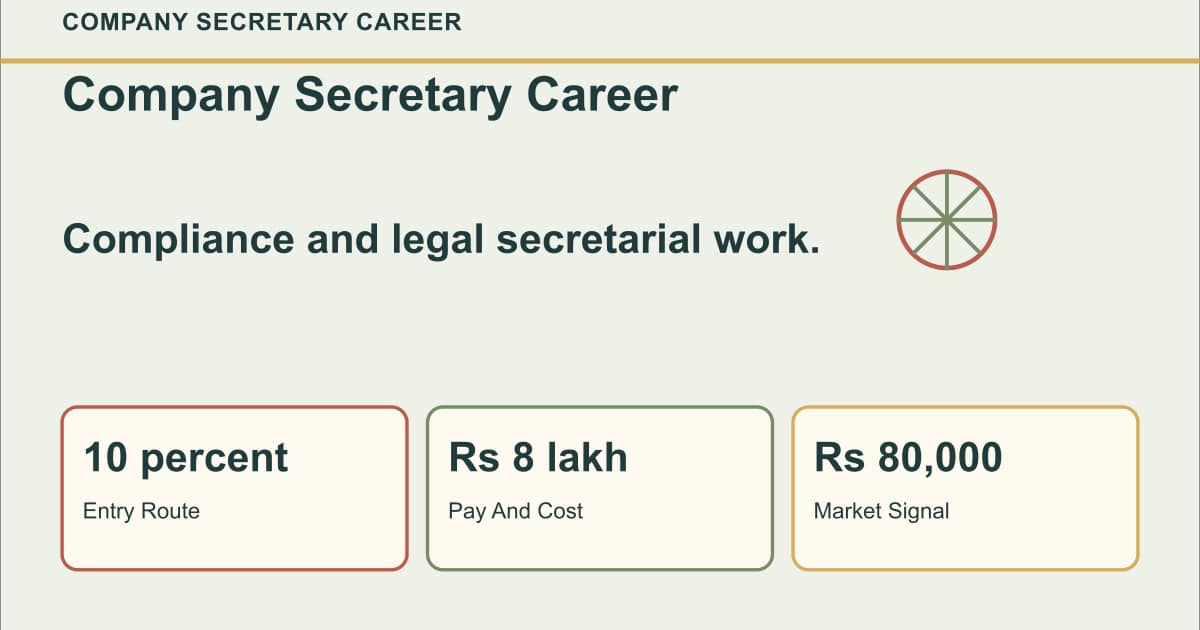 COMPANY SECRETARY CAREER
Company Secretary Career
Compliance and legal secretarial work.
10 percent
Entry Route
Rs 8 lakh
Pay And Cost
Rs 80,000
Market Signal